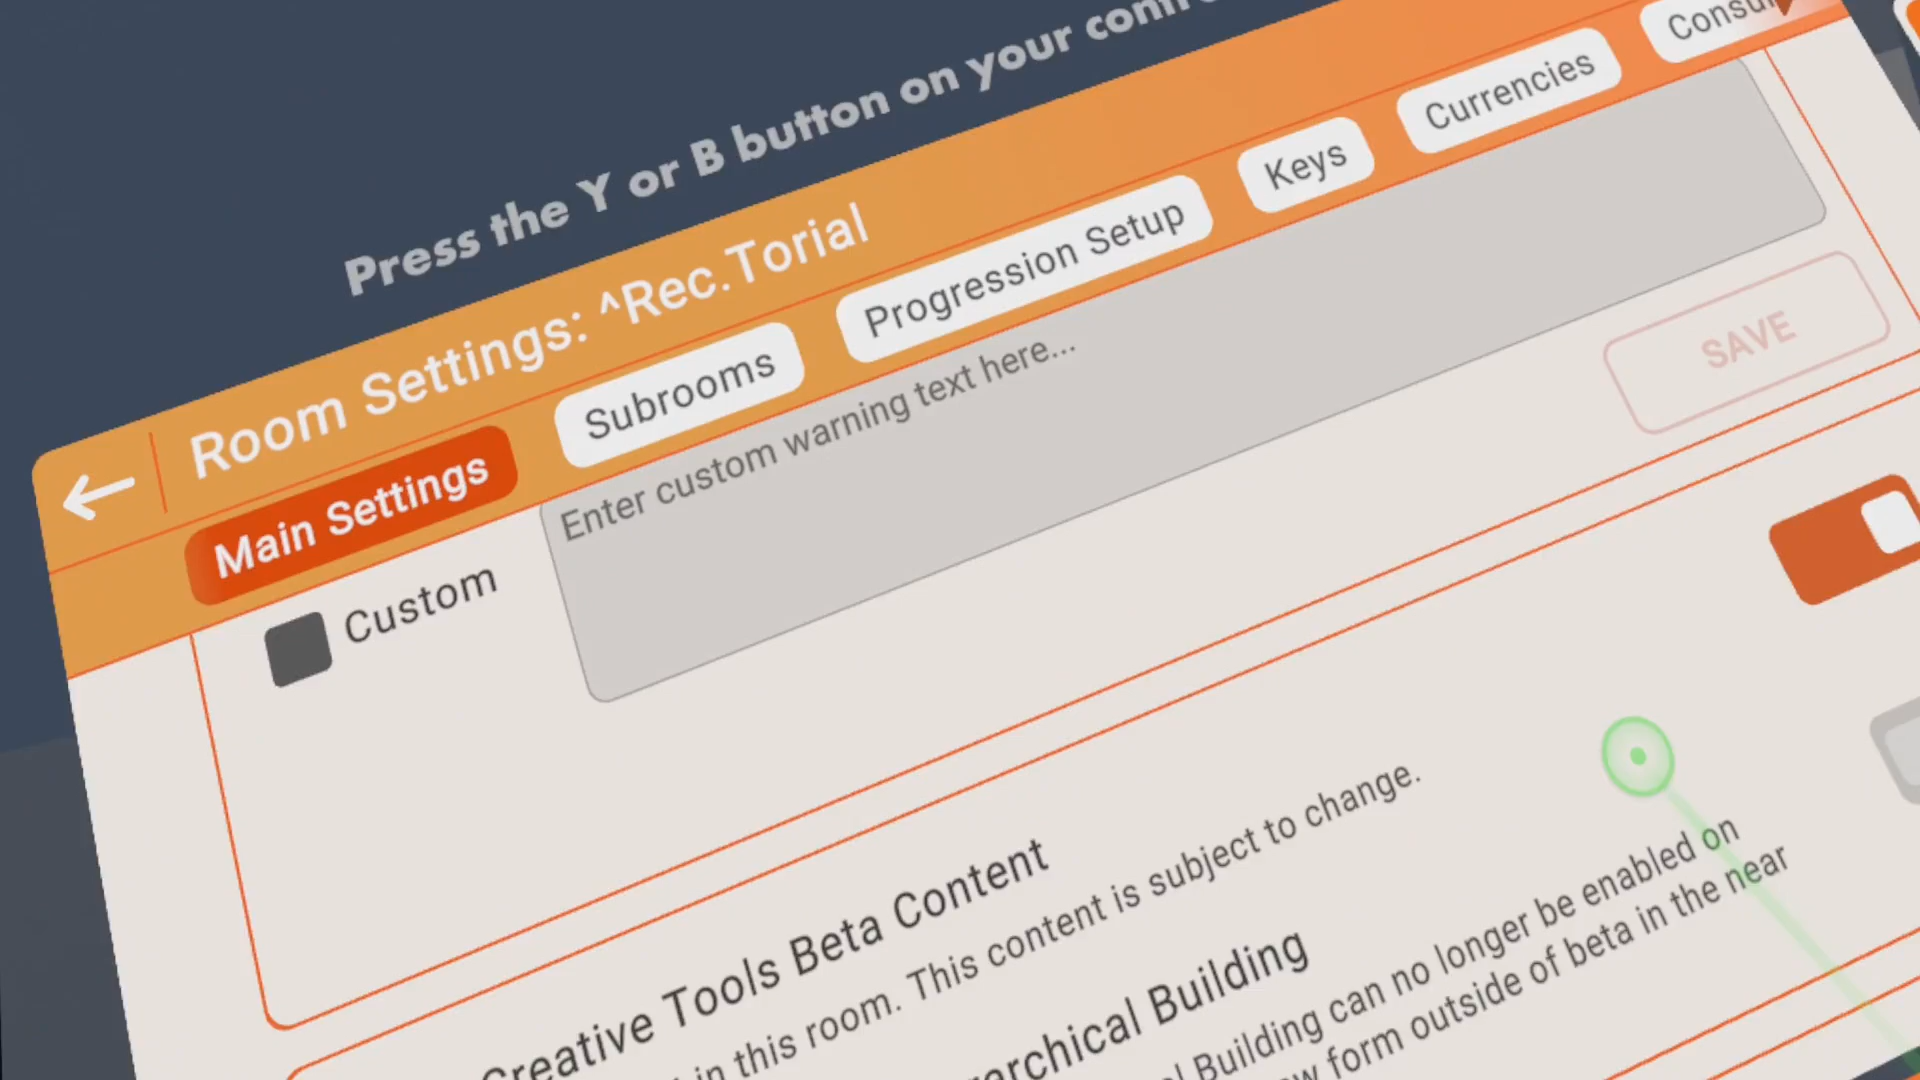 Press the Y or B button on your
Room Settings: ^Rec.Torial
Main Settings
Subrooms
Progression Setup
Keys
Currencies
Custom
Enter custom warning text here...
SAVE
Creative Tools Beta Content
in this room. This content is subject to change.
Building
Building can no longer be enabled on
form outside of beta in the near